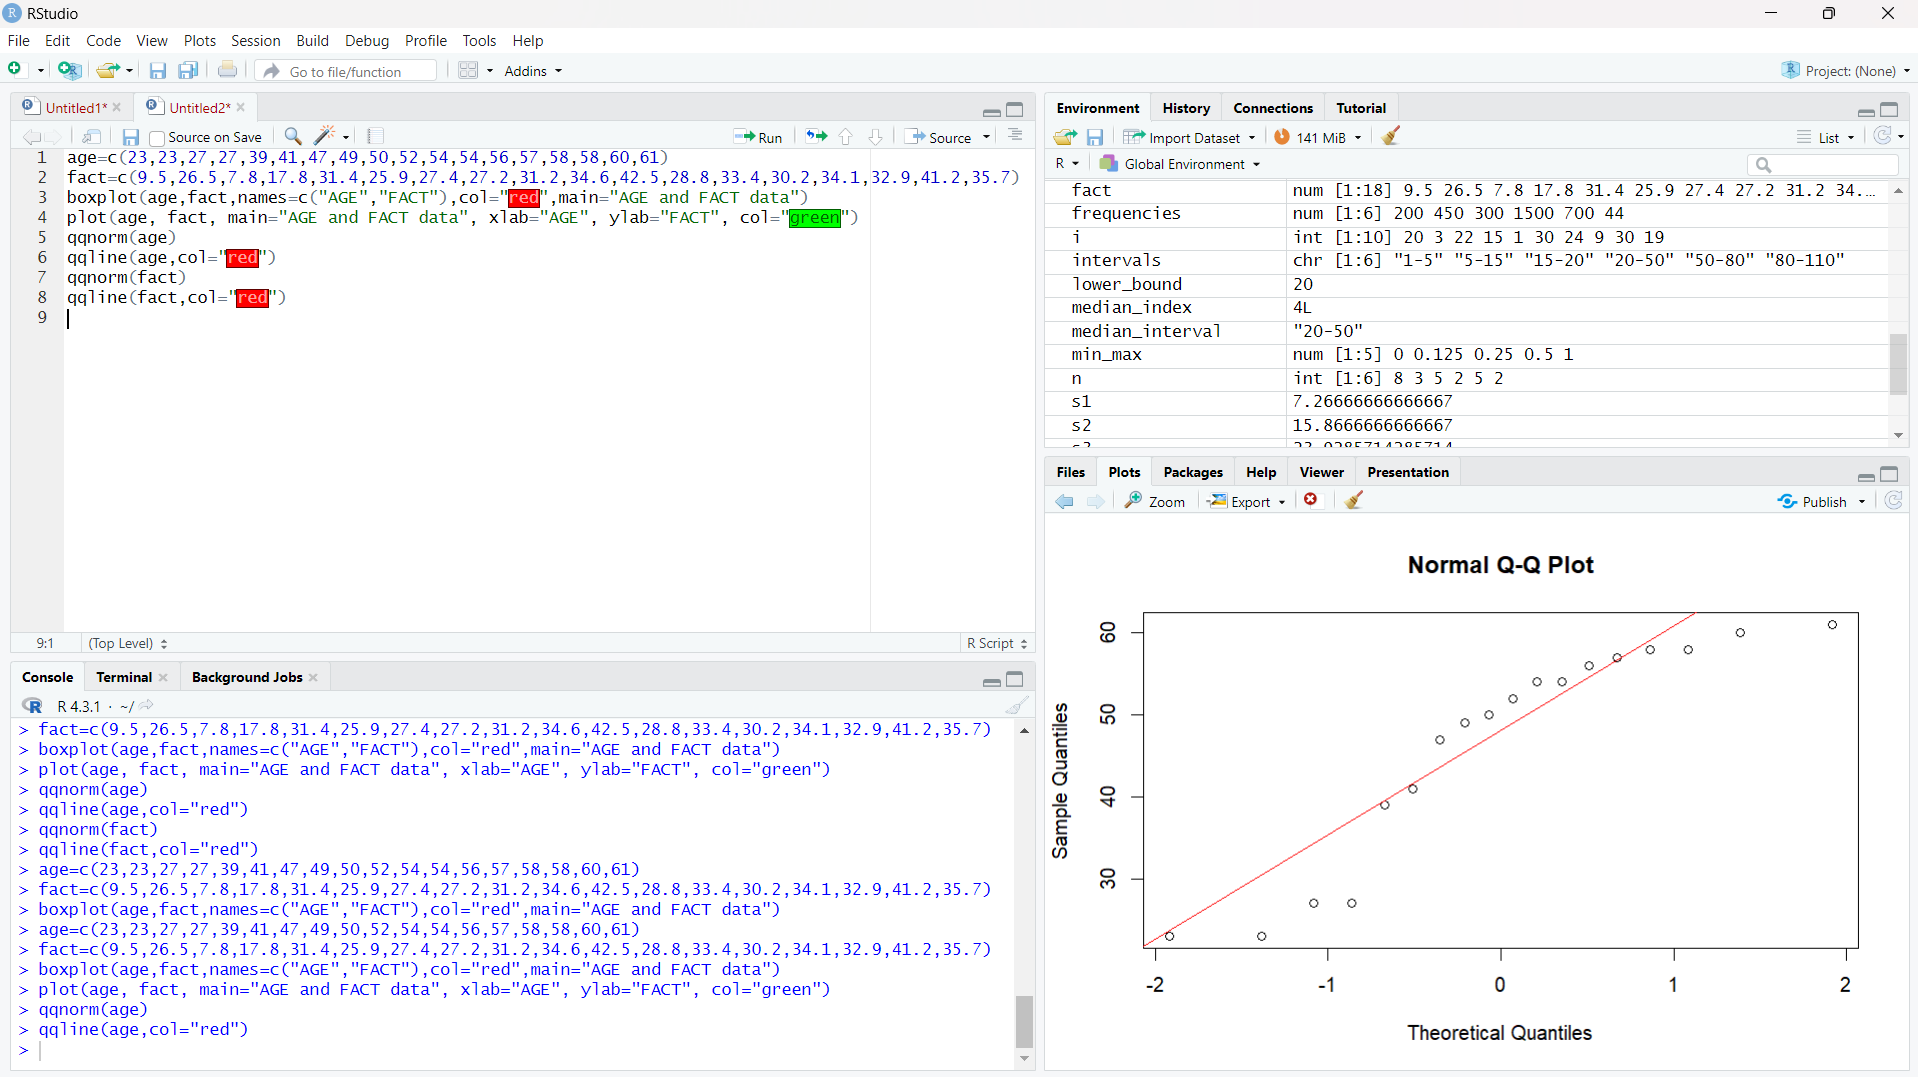 RStudio
File Edit Code View Plots Session Build Debug Profile Tools Help
Go to file/function Addins Project: (None)
Untitled1* Untitled2*
Source on Save Run Source
1 age=c(23,23,27,27,39,41,47,49,50,52,54,54,56,57,58,58,60,61)
2 fact=c(9.5,26.5,7.8,17.8,31.4,25.9,27.4,27.2,31.2,34.6,42.5,28.8,33.4,30.2,34.1,32.9,41.2,35.7)
3 boxplot(age,fact,names=c("AGE","FACT"),col="red",main="AGE and FACT data")
4 plot(age, fact, main="AGE and FACT data", xlab="AGE", ylab="FACT", col="green")
5 qqnorm(age)
6 qqline(age,col="red")
7 qqnorm(fact)
8 qqline(fact,col="red")
9
9:1 (Top Level) R Script
Console Terminal Background Jobs
R R 4.3.1 · ~/
> fact=c(9.5,26.5,7.8,17.8,31.4,25.9,27.4,27.2,31.2,34.6,42.5,28.8,33.4,30.2,34.1,32.9,41.2,35.7)
> boxplot(age,fact,names=c("AGE","FACT"),col="red",main="AGE and FACT data")
> plot(age, fact, main="AGE and FACT data", xlab="AGE", ylab="FACT", col="green")
> qqnorm(age)
> qqline(age,col="red")
> qqnorm(fact)
> qqline(fact,col="red")
> age=c(23,23,27,27,39,41,47,49,50,52,54,54,56,57,58,58,60,61)
> fact=c(9.5,26.5,7.8,17.8,31.4,25.9,27.4,27.2,31.2,34.6,42.5,28.8,33.4,30.2,34.1,32.9,41.2,35.7)
> boxplot(age,fact,names=c("AGE","FACT"),col="red",main="AGE and FACT data")
> age=c(23,23,27,27,39,41,47,49,50,52,54,54,56,57,58,58,60,61)
> fact=c(9.5,26.5,7.8,17.8,31.4,25.9,27.4,27.2,31.2,34.6,42.5,28.8,33.4,30.2,34.1,32.9,41.2,35.7)
> boxplot(age,fact,names=c("AGE","FACT"),col="red",main="AGE and FACT data")
> plot(age, fact, main="AGE and FACT data", xlab="AGE", ylab="FACT", col="green")
> qqnorm(age)
> qqline(age,col="red")
>
Environment History Connections Tutorial
Import Dataset 141 MiB List
R Global Environment
fact num [1:18] 9.5 26.5 7.8 17.8 31.4 25.9 27.4 27.2 31.2 34....
frequencies num [1:6] 200 450 300 1500 700 44
i int [1:10] 20 3 22 15 1 30 24 9 30 19
intervals chr [1:6] "1-5" "5-15" "15-20" "20-50" "50-80" "80-110"
lower_bound 20
median_index 4L
median_interval "20-50"
min_max num [1:5] 0 0.125 0.25 0.5 1
n int [1:6] 8 3 5 2 5 2
s1 7.26666666666667
s2 15.8666666666667
Files Plots Packages Help Viewer Presentation
Zoom Export Publish
Normal Q-Q Plot
60
50
40
30
Sample Quantiles
-2 -1 0 1 2
Theoretical Quantiles